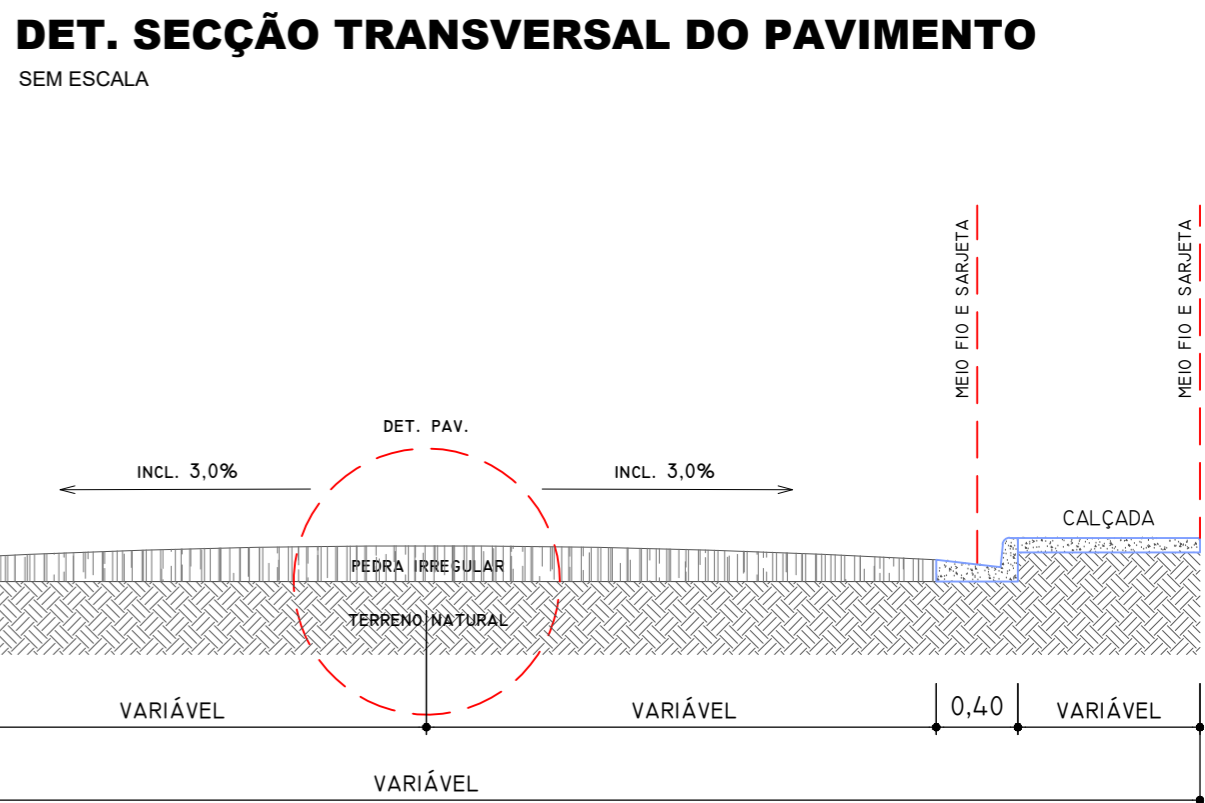 DET. SECÇÃO TRANSVERSAL DO PAVIMENTO
SEM ESCALA
MEIO FIO E SARJETA
MEIO FIO E SARJETA
DET. PAV.
INCL. 3,0%
INCL. 3,0%
CALÇADA
PEDRA IRREGULAR
TERRENO NATURAL
VARIÁVEL
VARIÁVEL
0,40
VARIÁVEL
VARIÁVEL